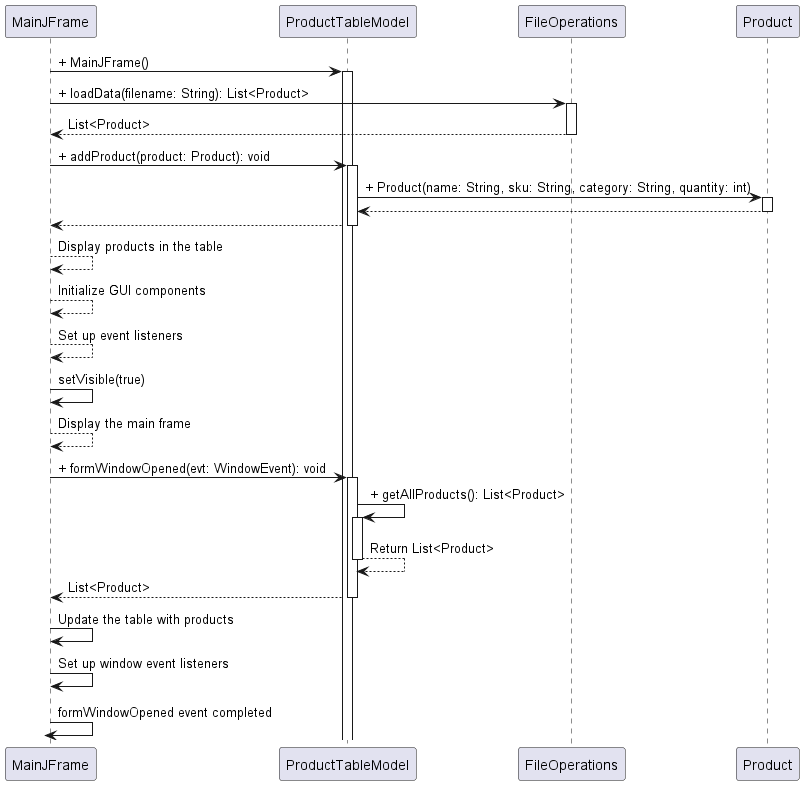 MainJFrame
ProductTableModel
FileOperations
Product
+ MainJFrame()
+ loadData(filename: String): List<Product>
List<Product>
+ addProduct(product: Product): void
+ Product(name: String, sku: String, category: String, quantity: int)
Display products in the table
Initialize GUI components
Set up event listeners
setVisible(true)
Display the main frame
+ formWindowOpened(evt: WindowEvent): void
+ getAllProducts(): List<Product>
Return List<Product>
List<Product>
Update the table with products
Set up window event listeners
formWindowOpened event completed
MainJFrame
ProductTableModel
FileOperations
Product